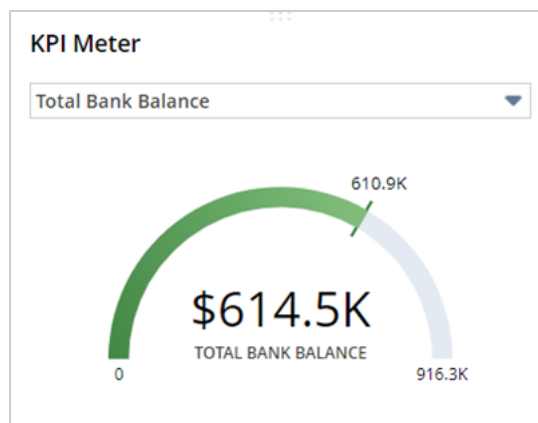 KPI Meter
Total Bank Balance
610.9K
$614.5K
TOTAL BANK BALANCE
0
916.3K